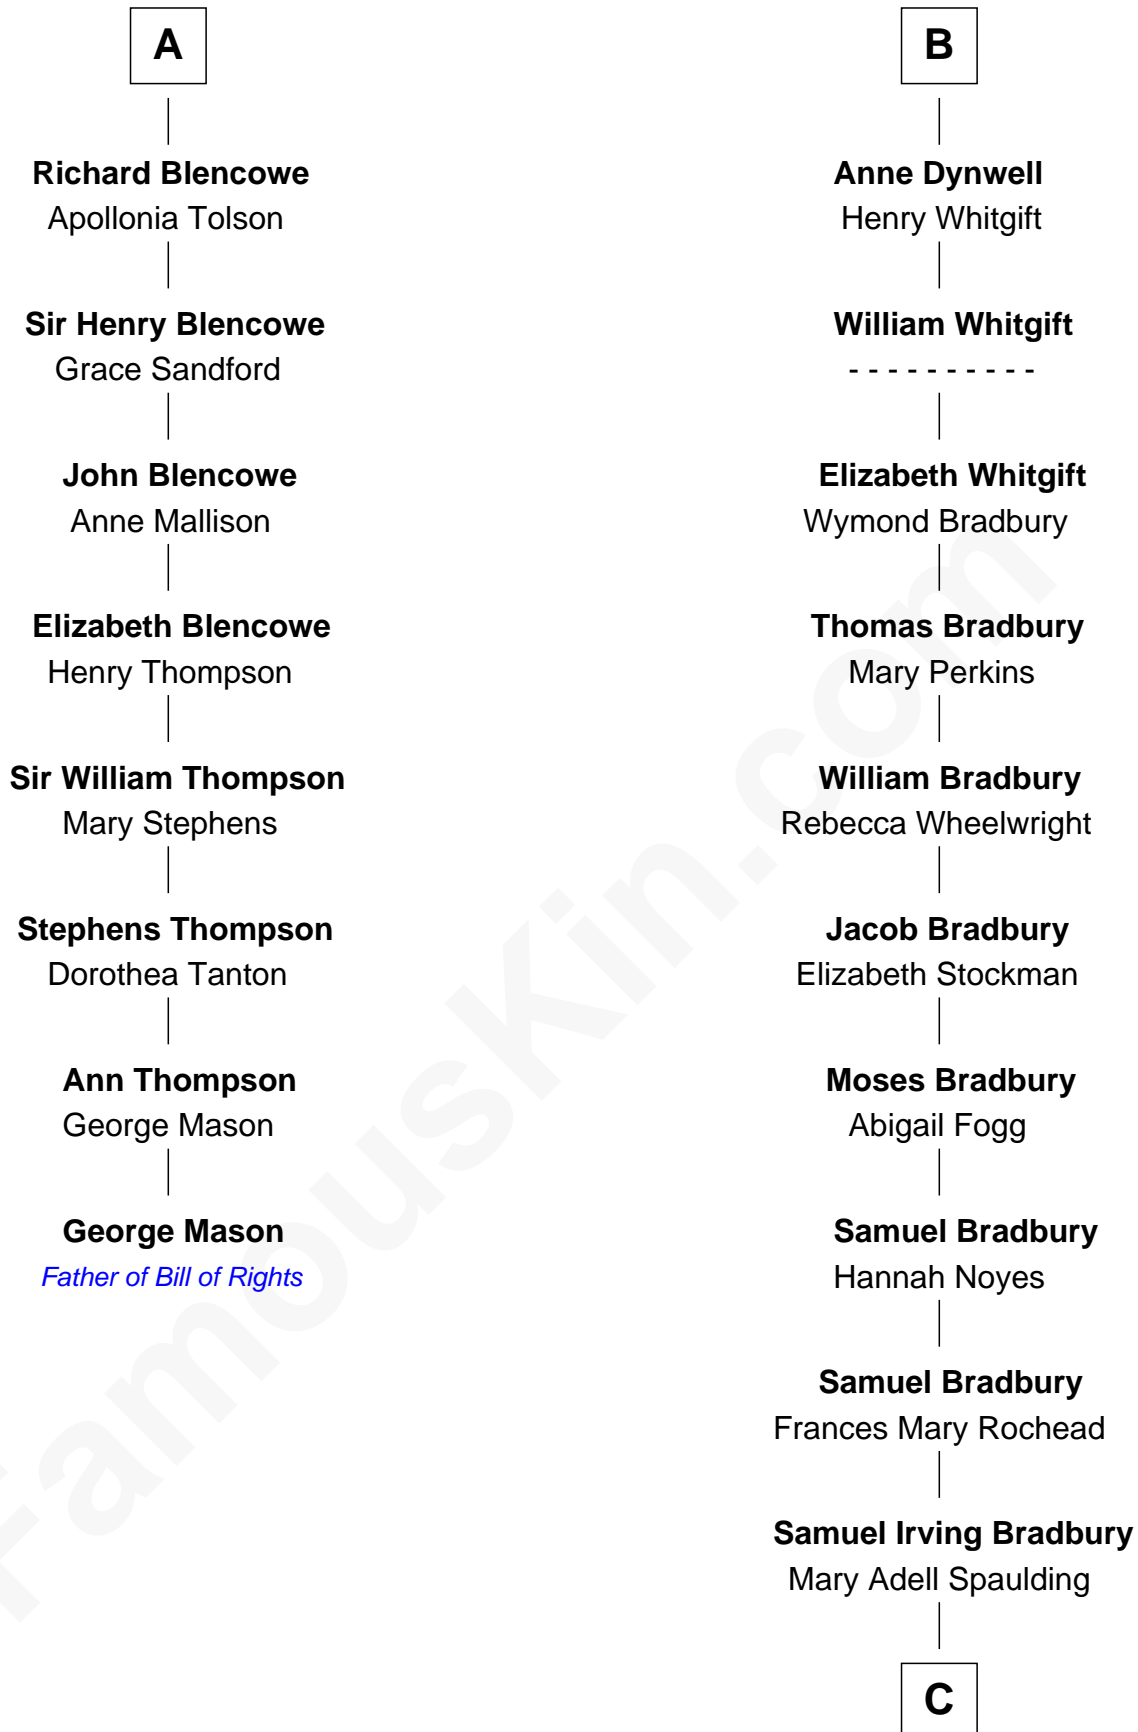 A
Richard Blencowe
Apollonia Tolson
Sir Henry Blencowe
Grace Sandford
John Blencowe
Anne Mallison
Elizabeth Blencowe
Henry Thompson
Sir William Thompson
Mary Stephens
Stephens Thompson
Dorothea Tanton
Ann Thompson
George Mason
George Mason
Father of Bill of Rights
B
Anne Dynwell
Henry Whitgift
William Whitgift
- - - - - - - - - -
Elizabeth Whitgift
Wymond Bradbury
Thomas Bradbury
Mary Perkins
William Bradbury
Rebecca Wheelwright
Jacob Bradbury
Elizabeth Stockman
Moses Bradbury
Abigail Fogg
Samuel Bradbury
Hannah Noyes
Samuel Bradbury
Frances Mary Rochead
Samuel Irving Bradbury
Mary Adell Spaulding
C
FamousKin.com